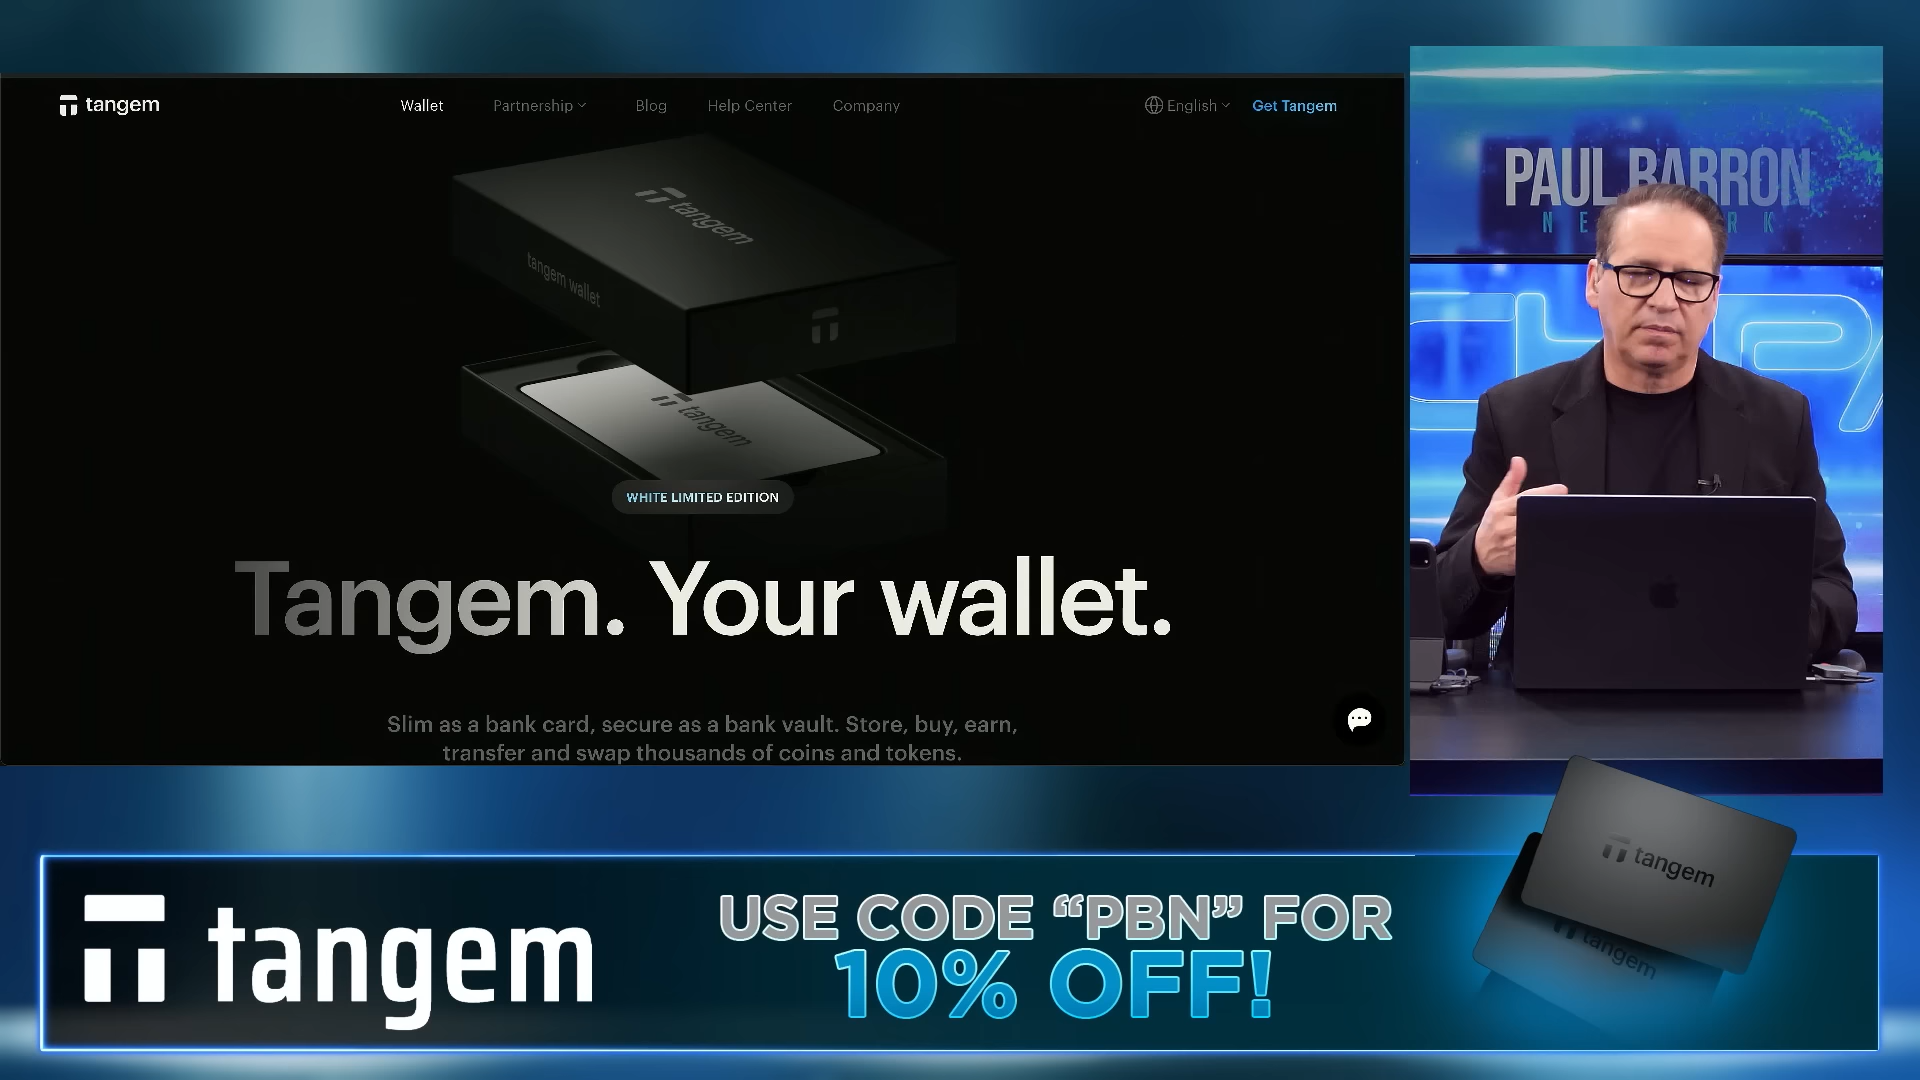 tangem
Wallet
Partnership
Blog
Help Center
Company
English
Get Tangem
tangem
tangem wallet
tangem
WHITE LIMITED EDITION
Tangem. Your wallet.
Slim as a bank card, secure as a bank vault. Store, buy, earn,
transfer and swap thousands of coins and tokens.
PAUL BARRON
tangem
USE CODE “PBN” FOR
10% OFF!
tangem
tangem